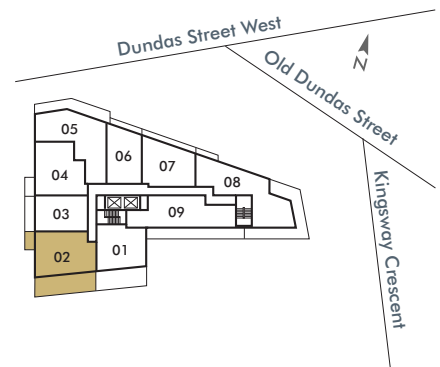 Dundas Street West
Old Dundas Street
N
Kingsway Crescent
05
06
07
08
04
03
09
02
01